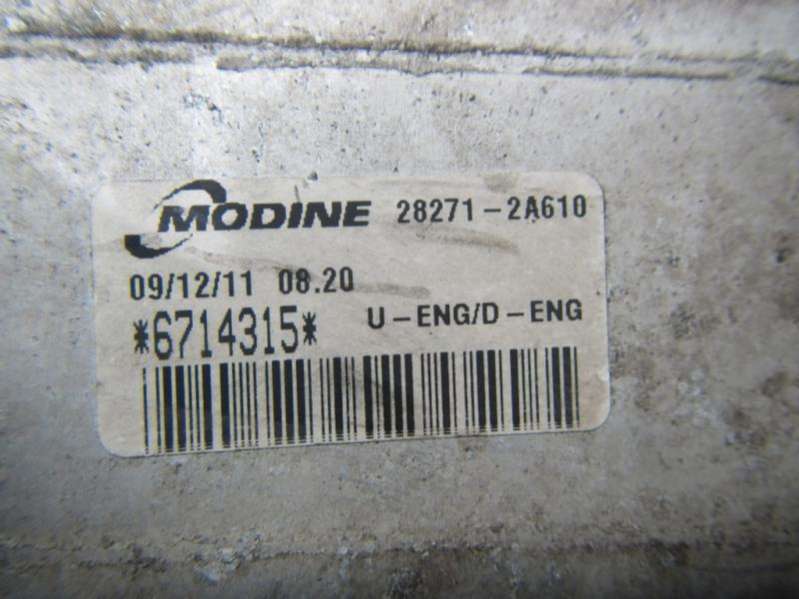 MODINE 28271-2A610
09/12/11 08.20
*6714315* U-ENG/D-ENG